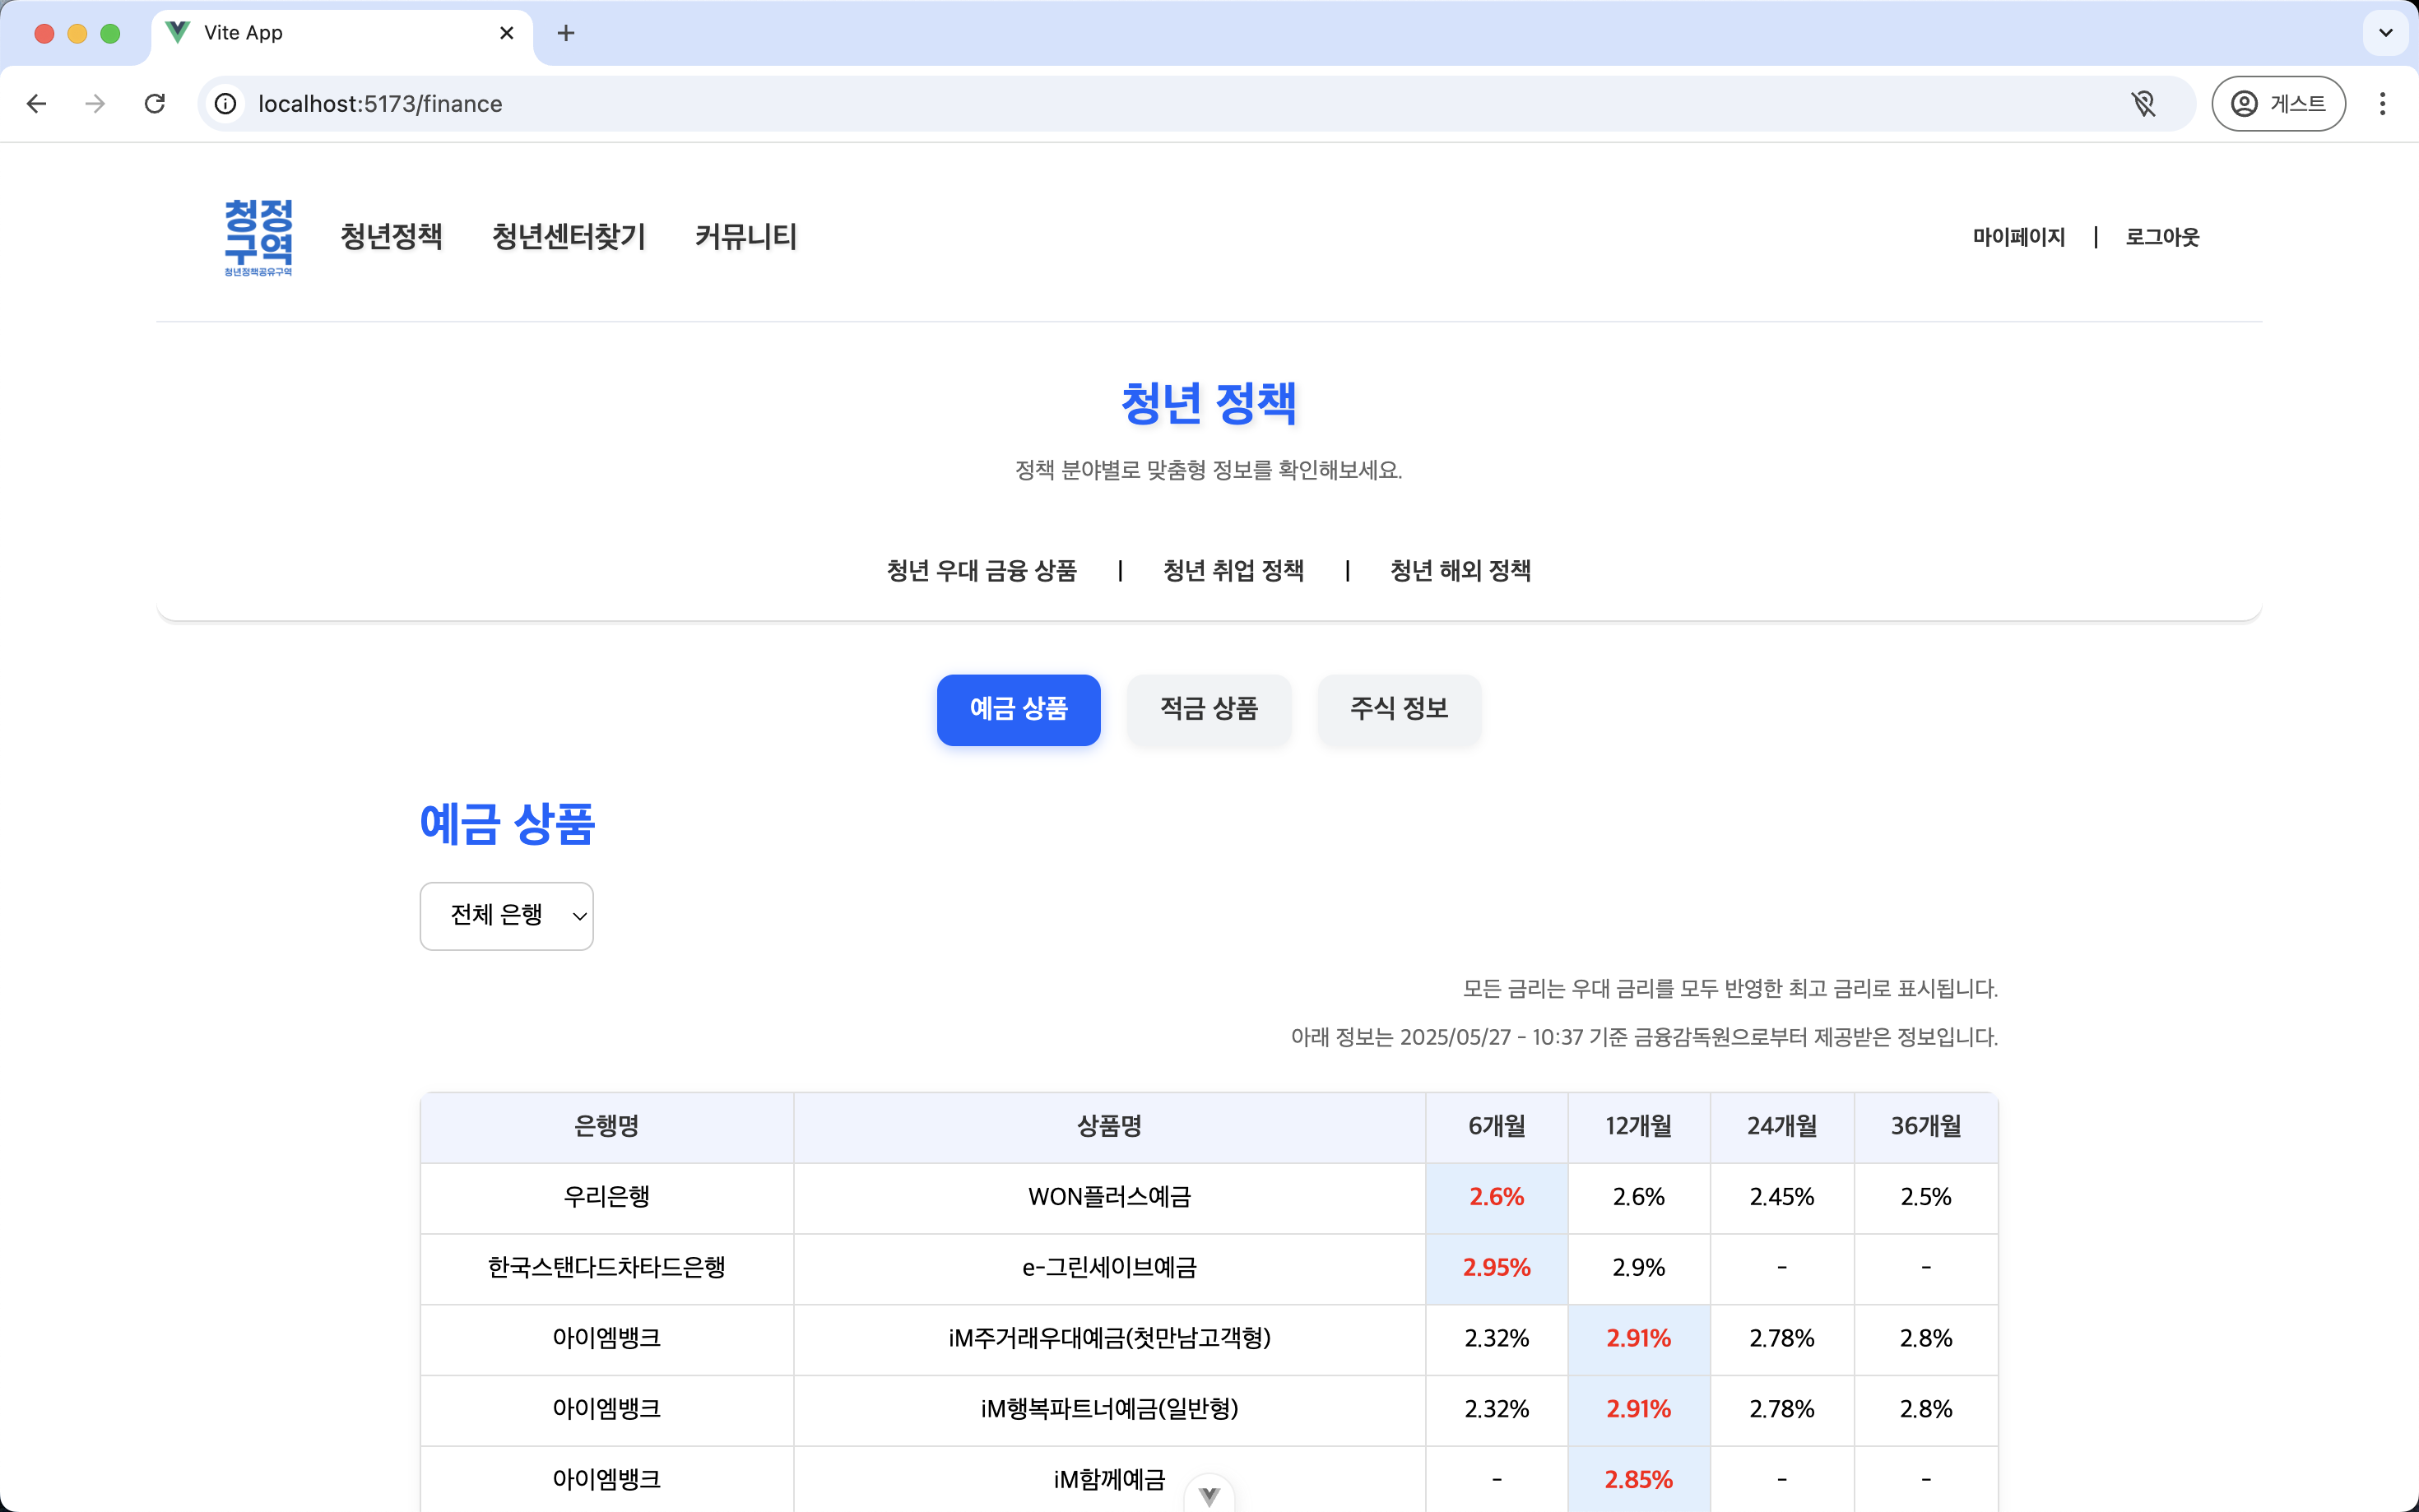 Vite App
localhost:5173/finance
게스트
청정
구역
청년정책공유구역
청년정책 청년센터찾기 커뮤니티
마이페이지 | 로그아웃
청년 정책
정책 분야별로 맞춤형 정보를 확인해보세요.
청년 우대 금융 상품 | 청년 취업 정책 | 청년 해외 정책
예금 상품 적금 상품 주식 정보
예금 상품
전체 은행
모든 금리는 우대 금리를 모두 반영한 최고 금리로 표시됩니다.
아래 정보는 2025/05/27 - 10:37 기준 금융감독원으로부터 제공받은 정보입니다.
은행명 상품명 6개월 12개월 24개월 36개월
우리은행 WON플러스예금 2.6% 2.6% 2.45% 2.5%
한국스탠다드차타드은행 e-그린세이브예금 2.95% 2.9% - -
아이엠뱅크 iM주거래우대예금(첫만남고객형) 2.32% 2.91% 2.78% 2.8%
아이엠뱅크 iM행복파트너예금(일반형) 2.32% 2.91% 2.78% 2.8%
아이엠뱅크 iM함께예금 - 2.85% - -